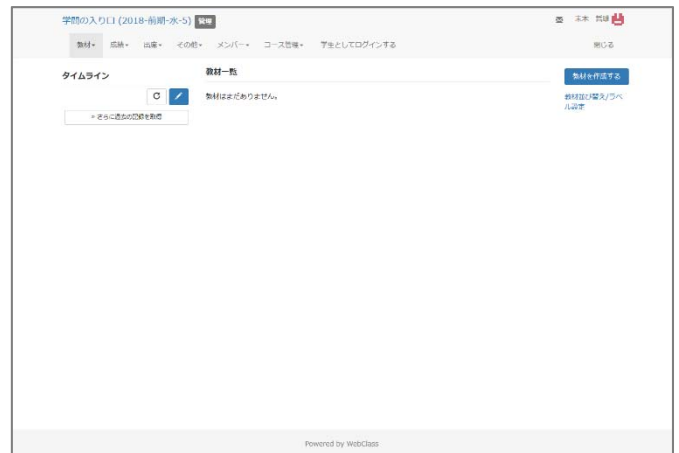 学問の入り口 (2018-前期-水-5) 管理
教材 成績 出席 その他 メンバー コース管理 学生としてログインする 閉じる
タイムライン
教材一覧
教材はまだありません。
» さらに過去の記録を取得
教材を作成する
教材並び替え/ラベ
ル設定
Powered by WebClass